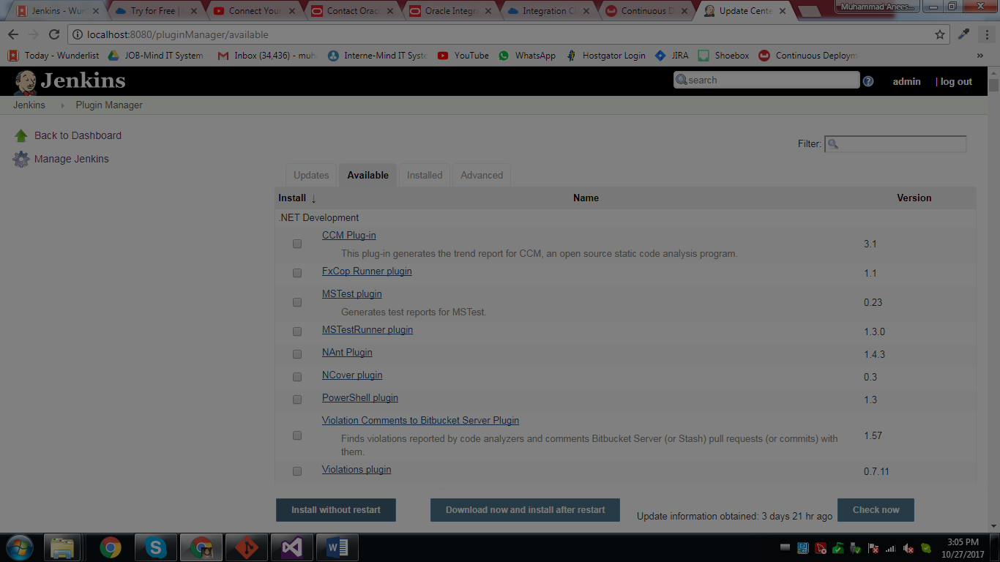 Jenkins - Wun
Try for Free |
Connect Your
Contact Oracl
Oracle Integra
Integration Cl
Continuous D
Update Cente
Muhammad Anees...
localhost:8080/pluginManager/available
Today - Wunderlist
JOB-Mind IT System
Inbox (34,436) - muh
Interne-Mind IT Syste
YouTube
WhatsApp
Hostgator Login
JIRA
Shoebox
Continuous Deploym
»
Jenkins
search
admin
| log out
Jenkins
Plugin Manager
Back to Dashboard
Manage Jenkins
Filter:
Updates
Available
Installed
Advanced
Install ↓
Name
Version
.NET Development
CCM Plug-in
This plug-in generates the trend report for CCM, an open source static code analysis program.
3.1
FxCop Runner plugin
1.1
MSTest plugin
Generates test reports for MSTest.
0.23
MSTestRunner plugin
1.3.0
NAnt Plugin
1.4.3
NCover plugin
0.3
PowerShell plugin
1.3
Violation Comments to Bitbucket Server Plugin
Finds violations reported by code analyzers and comments Bitbucket Server (or Stash) pull requests (or commits) with
them.
1.57
Violations plugin
0.7.11
Install without restart
Download now and install after restart
Update information obtained: 3 days 21 hr ago
Check now
3:05 PM
10/27/2017